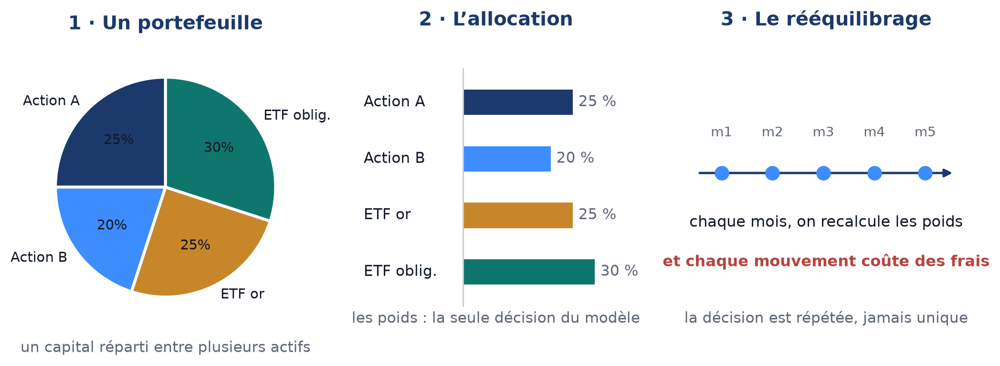 1 · Un portefeuille
Action A
ETF oblig.
25%
30%
20%
25%
Action B
ETF or
un capital réparti entre plusieurs actifs
2 · L’allocation
Action A 25 %
Action B 20 %
ETF or 25 %
ETF oblig. 30 %
les poids : la seule décision du modèle
3 · Le rééquilibrage
m1 m2 m3 m4 m5
chaque mois, on recalcule les poids
et chaque mouvement coûte des frais
la décision est répétée, jamais unique